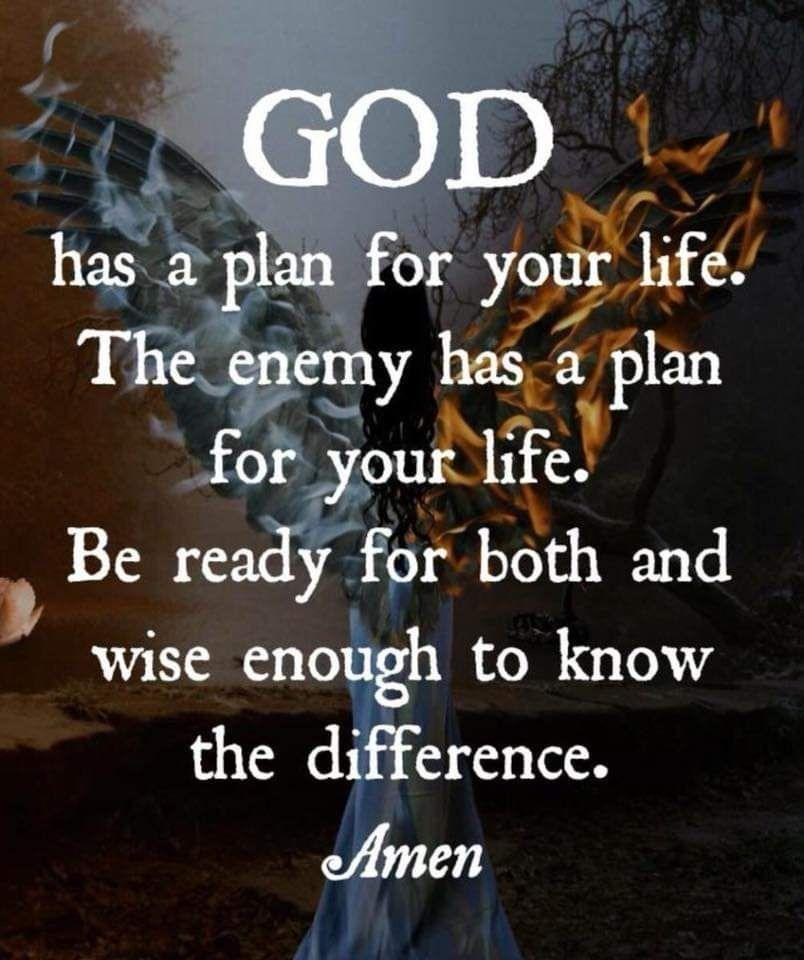 GOD
has a plan for your life.
The enemy has a plan
for your life.
Be ready for both and
wise enough to know
the difference.
Amen